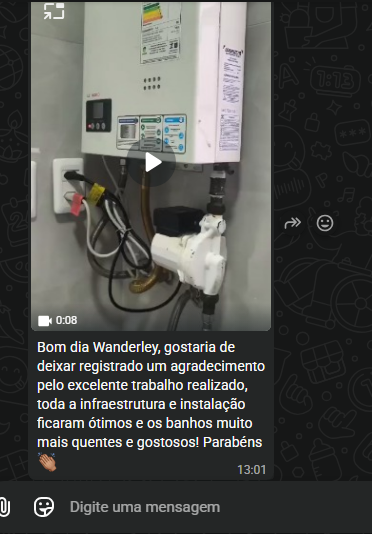 0:08
Bom dia Wanderley, gostaria de
deixar registrado um agradecimento
pelo excelente trabalho realizado,
toda a infraestrutura e instalação
ficaram ótimos e os banhos muito
mais quentes e gostosos! Parabéns
👏🏽
13:01
Digite uma mensagem